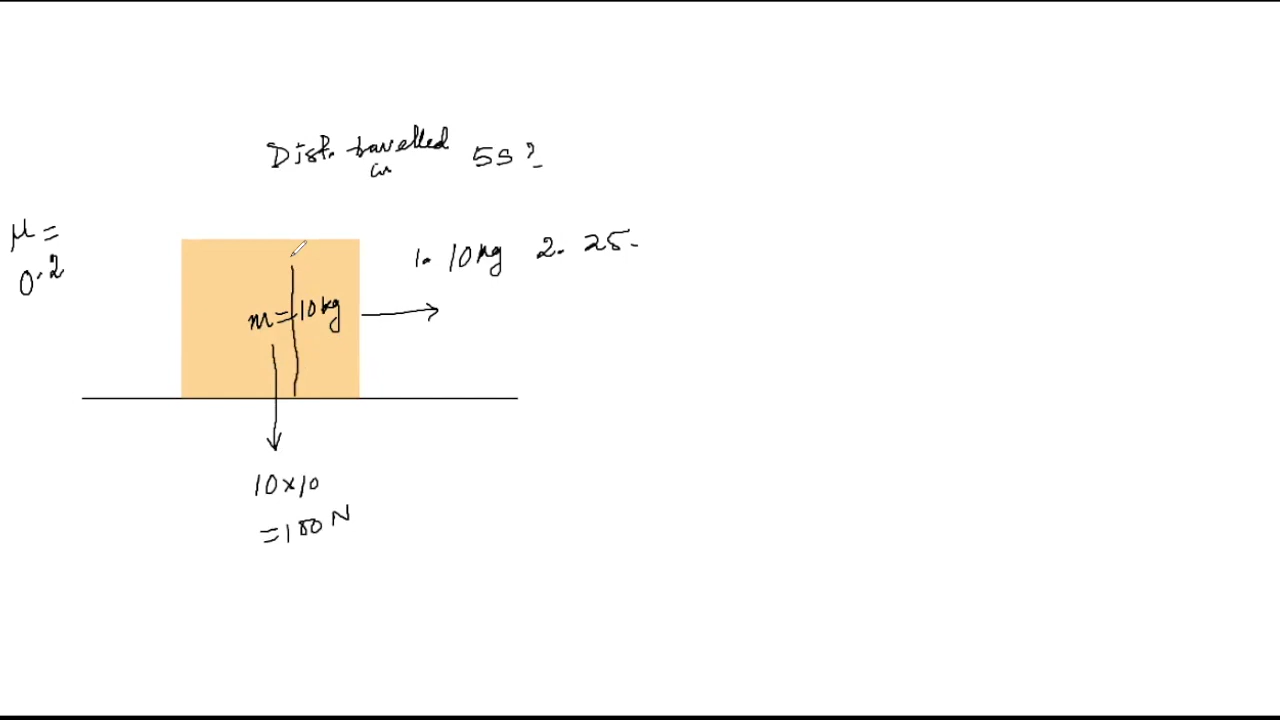 Dist. travelled in 5s?
μ = 0.2
1. 10kg 2. 25.
m = 10kg
10 × 10
= 100 N